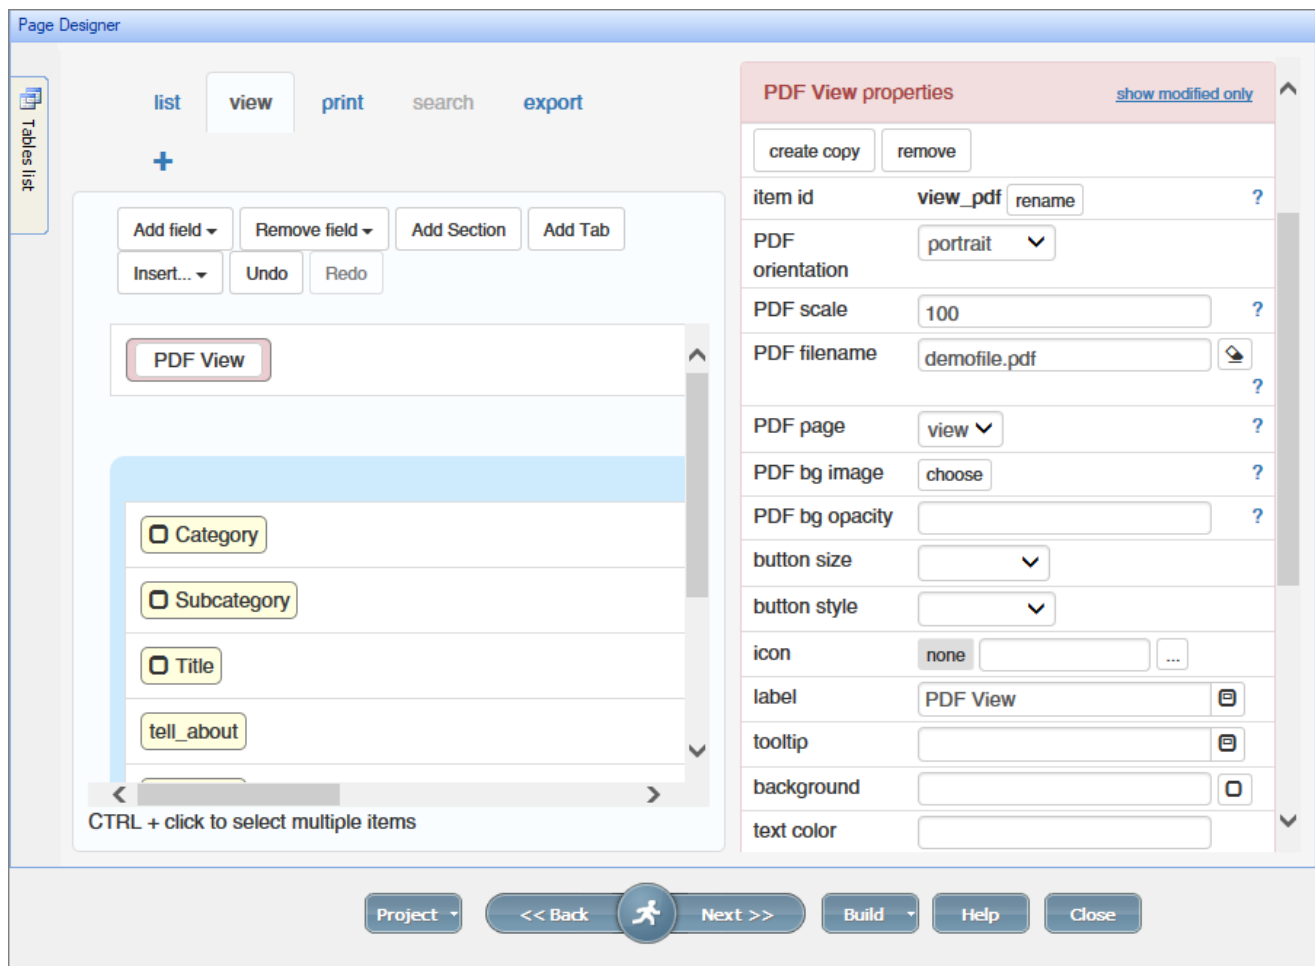 Page Designer
Tables list
list view print search export
+
Add field Remove field Add Section Add Tab
Insert... Undo Redo
PDF View
Category
Subcategory
Title
tell_about
CTRL + click to select multiple items
PDF View properties show modified only
create copy remove
item id view_pdf rename ?
PDF orientation portrait
PDF scale 100 ?
PDF filename demofile.pdf
?
PDF page view ?
PDF bg image choose ?
PDF bg opacity ?
button size
button style
icon none ...
label PDF View
tooltip
background
text color
Project << Back Next >> Build Help Close